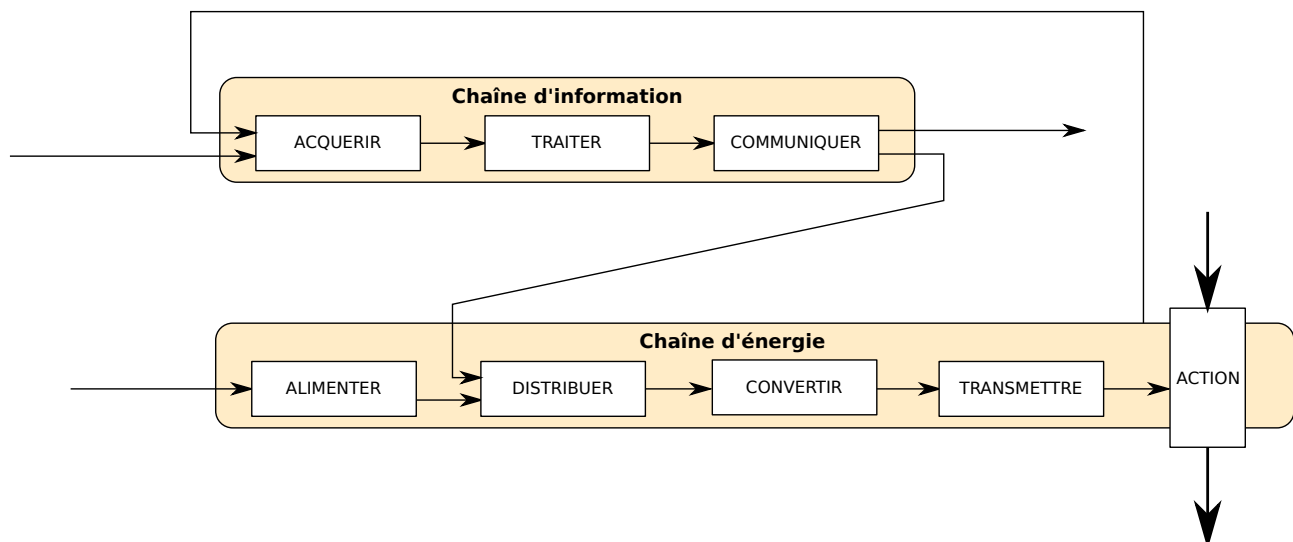 Chaîne d'information
ACQUERIR
TRAITER
COMMUNIQUER
Chaîne d'énergie
ALIMENTER
DISTRIBUER
CONVERTIR
TRANSMETTRE
ACTION